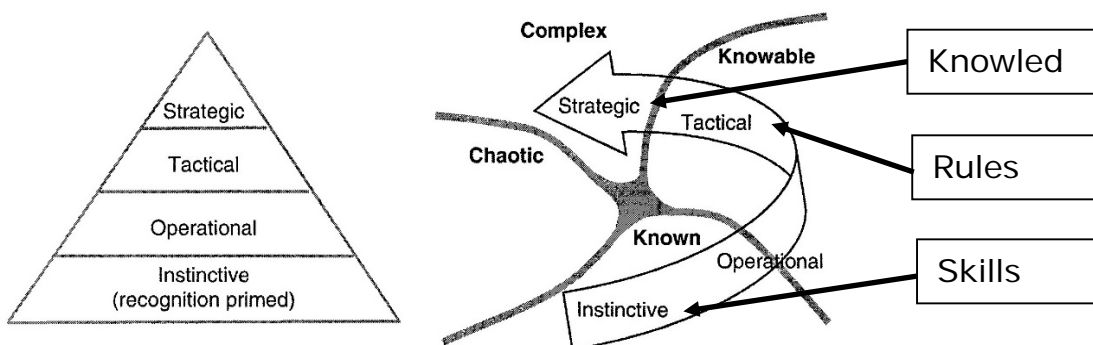 Strategic
Tactical
Operational
Instinctive
(recognition primed)
Complex
Knowable
Strategic
Tactical
Chaotic
Known
Operational
Instinctive
Knowled
Rules
Skills